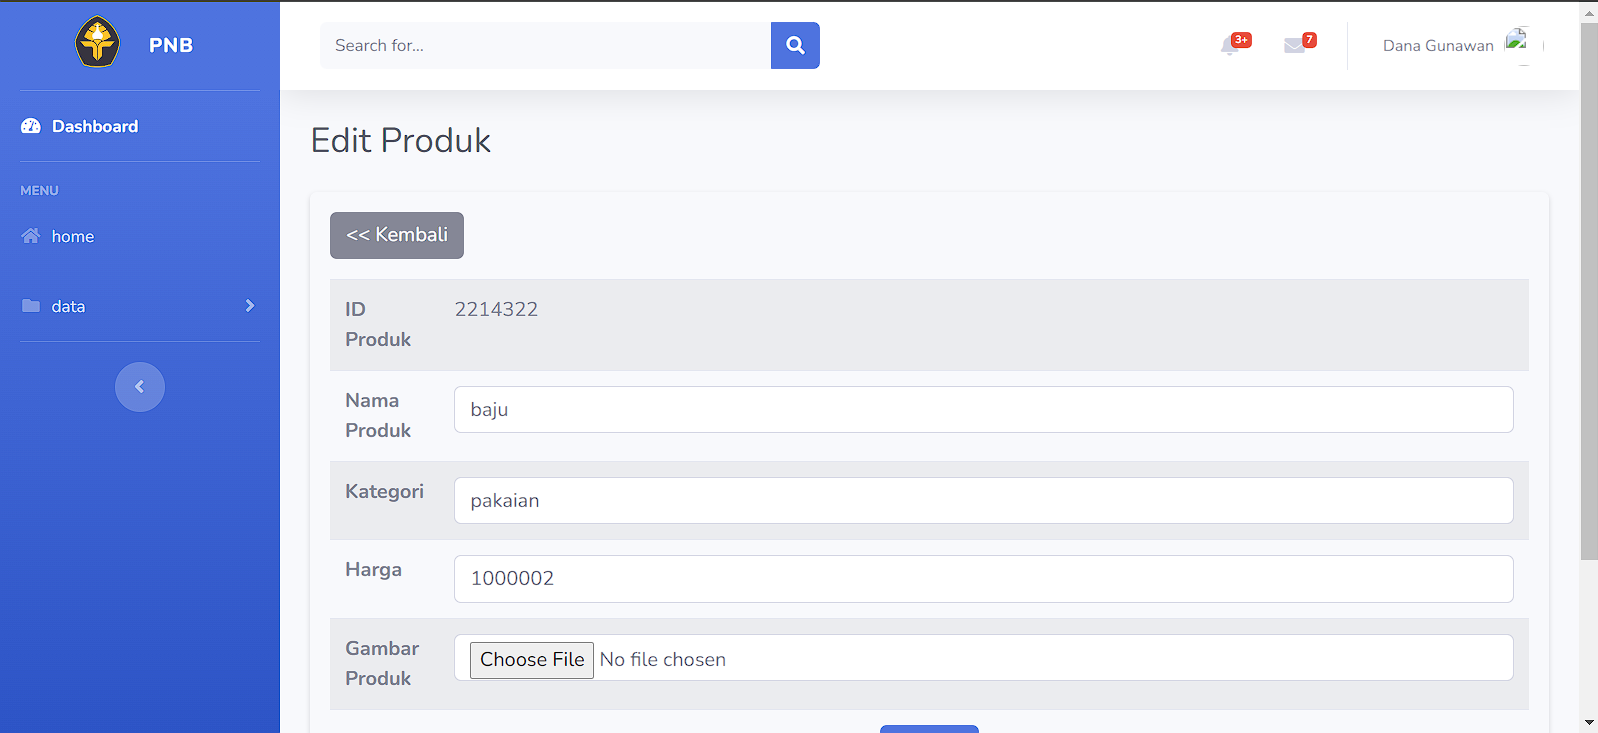 PNB
Search for...
3+
7
Dana Gunawan
Dashboard
MENU
home
data
Edit Produk
<< Kembali
ID
Produk
2214322
Nama
Produk
baju
Kategori
pakaian
Harga
1000002
Gambar
Produk
Choose File No file chosen